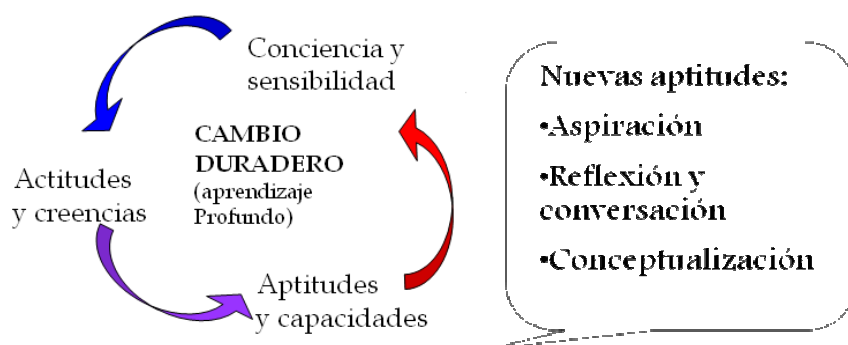 Conciencia y
sensibilidad
CAMBIO
DURADERO
(aprendizaje
Profundo)
Actitudes
y creencias
Aptitudes
y capacidades
Nuevas aptitudes:
•Aspiración
•Reflexión y
conversación
•Conceptualización